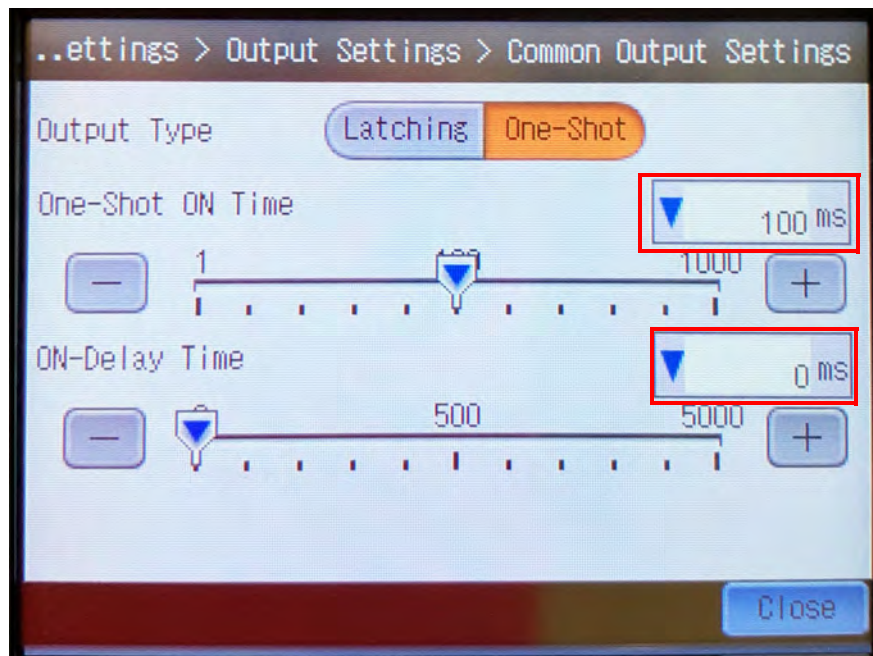 ..ettings > Output Settings > Common Output Settings
Output Type Latching One-Shot
One-Shot ON Time
100 ms
1 100 1000
− +
ON-Delay Time
0 ms
500 5000
− +
Close